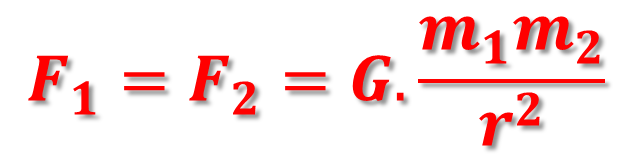 F₁ = F₂ = G. m₁m₂ / r²